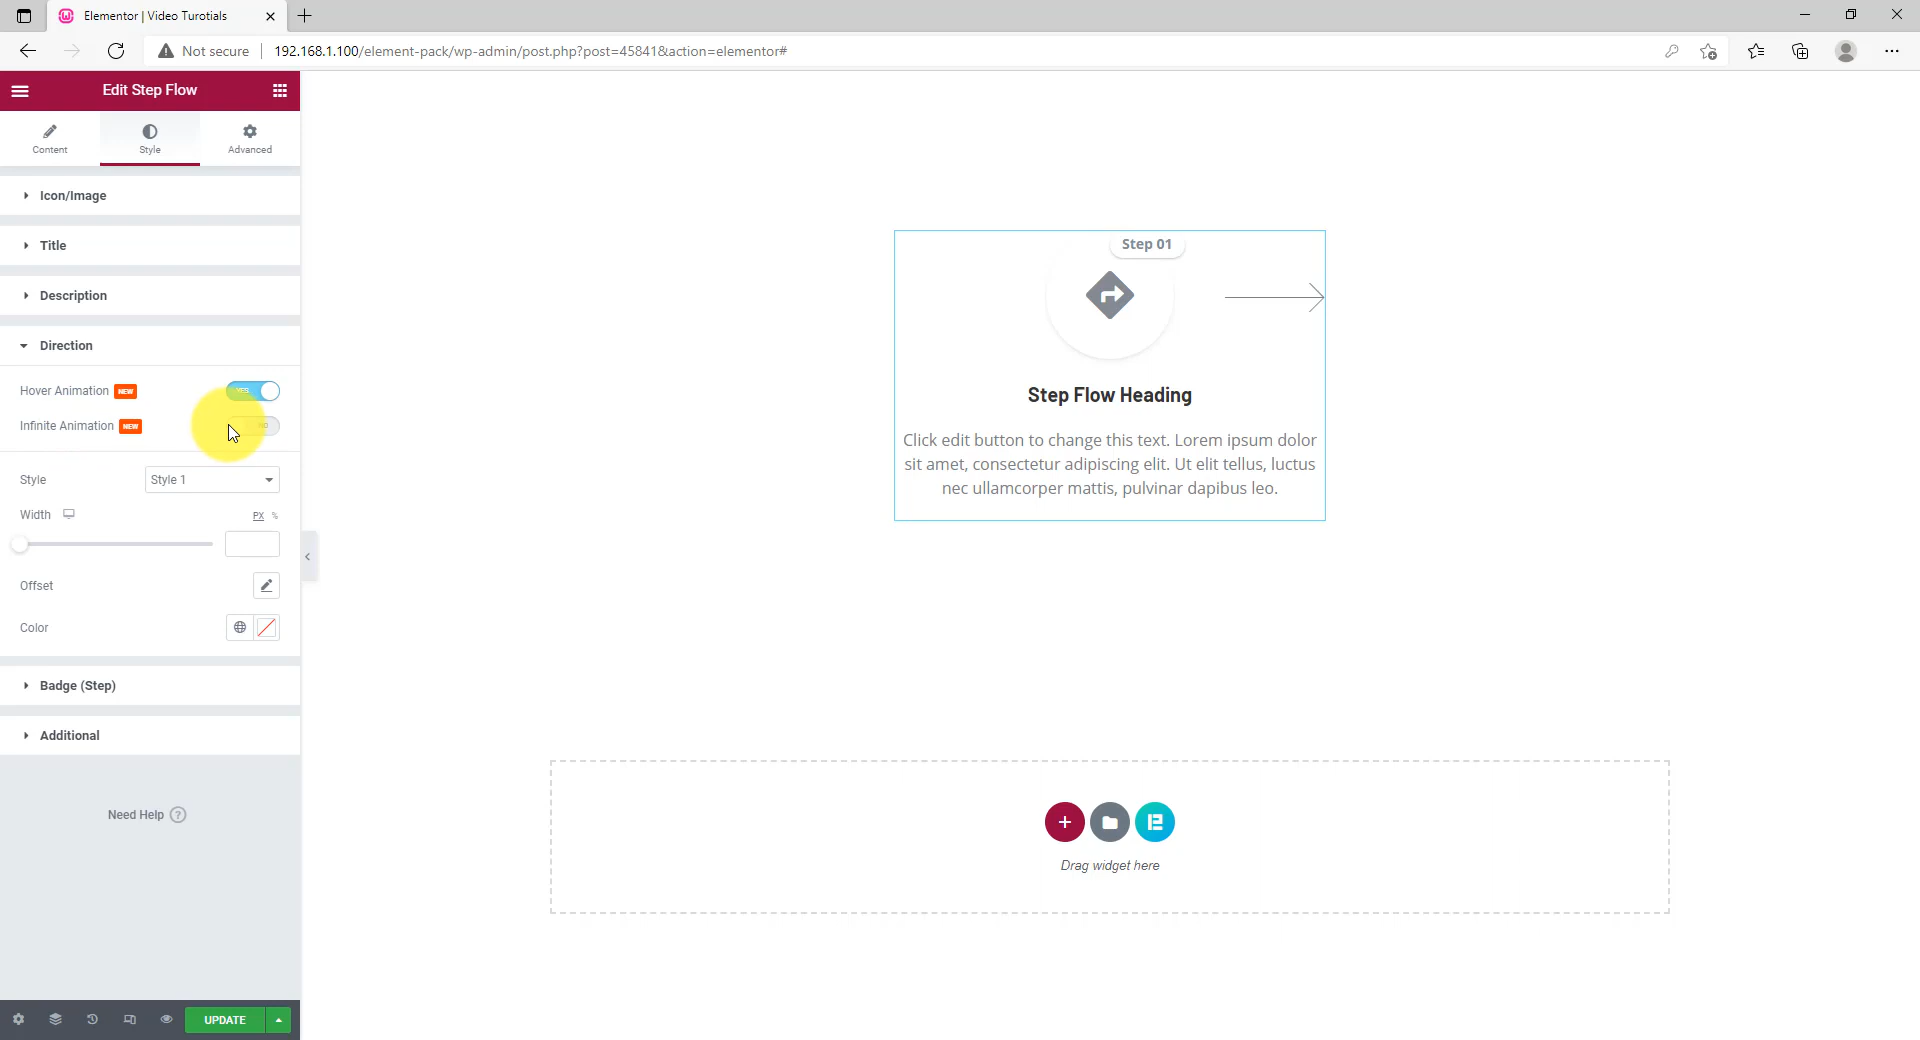 Elementor | Video Turotials
Not secure
192.168.1.100/element-pack/wp-admin/post.php?post=45841&action=elementor#
Edit Step Flow
Content
Style
Advanced
Icon/Image
Title
Description
Direction
Hover Animation NEW
YES
Infinite Animation NEW
NO
Style
Style 1
Width
PX %
Offset
Color
Badge (Step)
Additional
Need Help ?
UPDATE
Step 01
Step Flow Heading
Click edit button to change this text. Lorem ipsum dolor
sit amet, consectetur adipiscing elit. Ut elit tellus, luctus
nec ullamcorper mattis, pulvinar dapibus leo.
Drag widget here